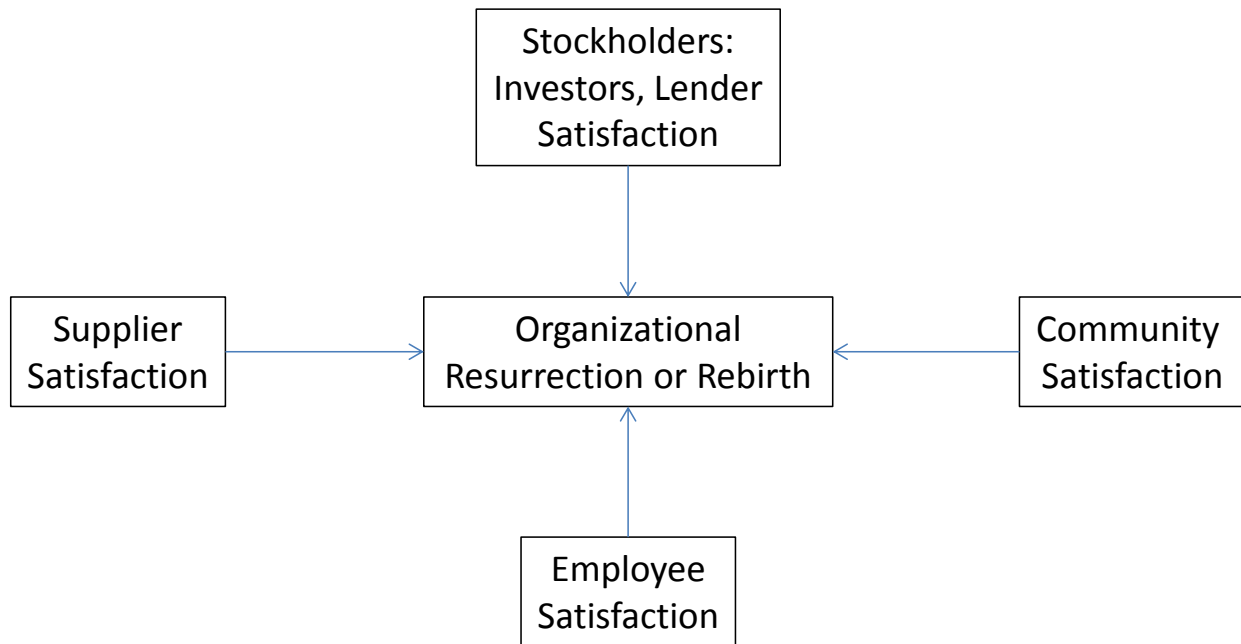 Stockholders:
Investors, Lender
Satisfaction
Supplier
Satisfaction
Organizational
Resurrection or Rebirth
Community
Satisfaction
Employee
Satisfaction